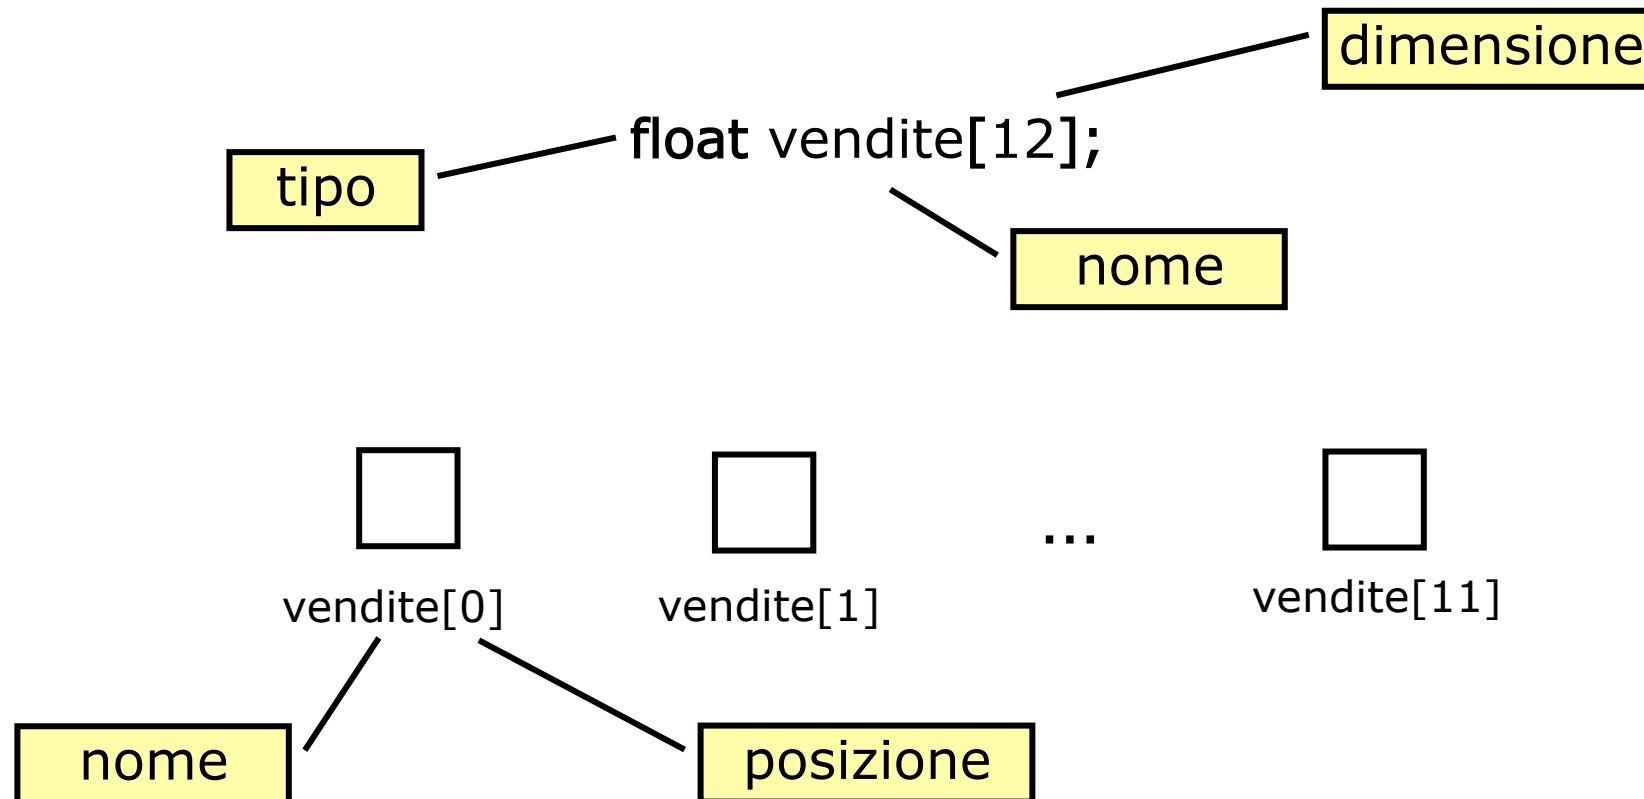 dimensione
float vendite[12];
tipo
nome
...
vendite[0] vendite[1] vendite[11]
nome posizione